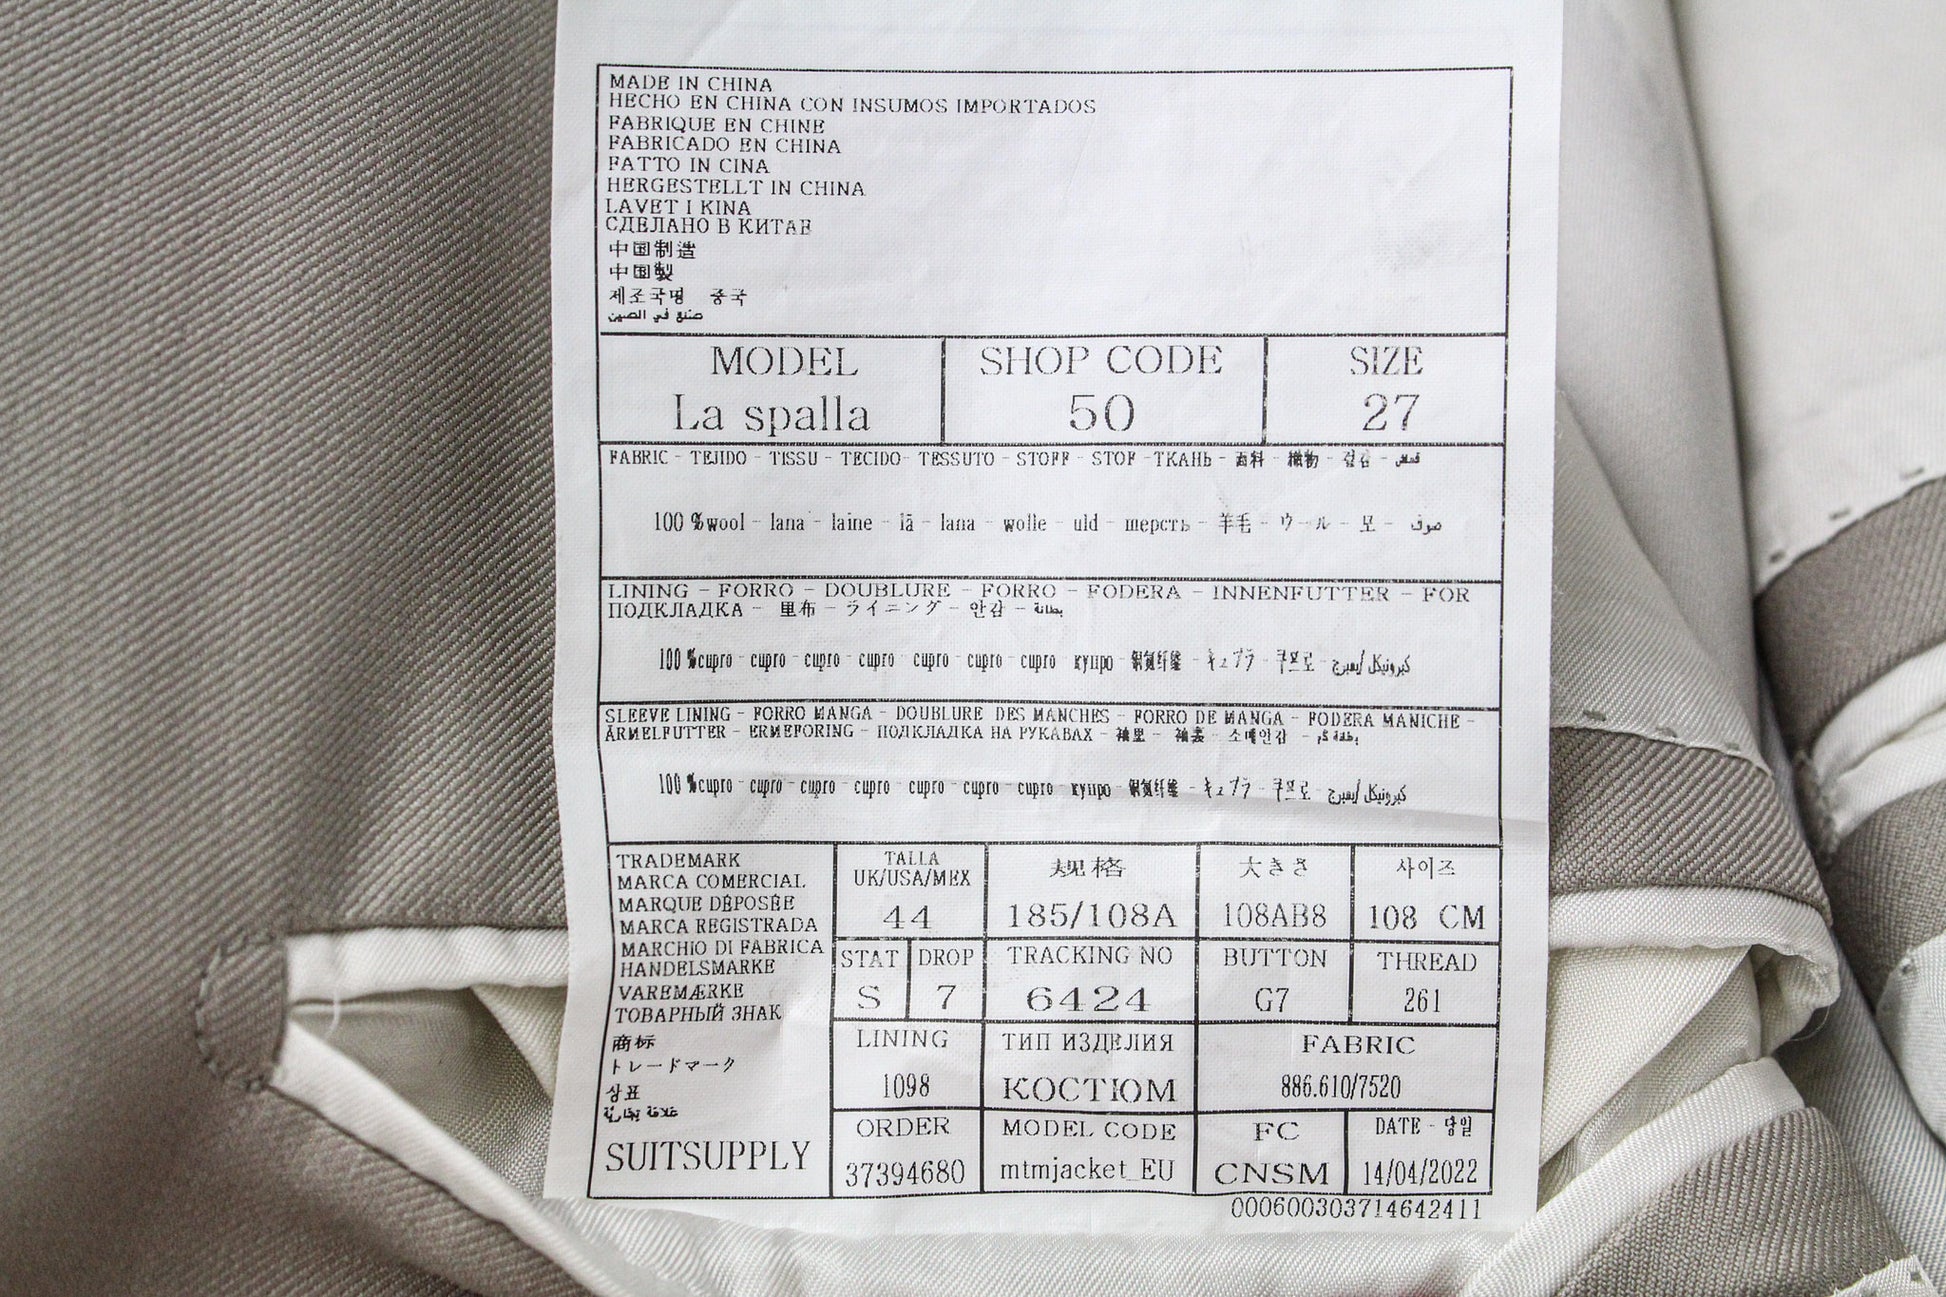 MADE IN CHINA
HECHO EN CHINA CON INSUMOS IMPORTADOS
FABRIQUE EN CHINE
FABRICADO EN CHINA
FATTO IN CINA
HERGESTELLT IN CHINA
LAVET I KINA
СДЕЛАНО В КИТАЕ
中国制造
中国製
제조국명 중국
صنع في الصين
MODEL
La spalla
SHOP CODE
50
SIZE
27
FABRIC - TEJIDO - TISSU - TECIDO- TESSUTO - STOFF - STOF -ТКАНЬ - 面料 - 織物 - 겉감 - قماش
100 %wool - lana - laine - lã - lana - wolle - uld - шерсть - 羊毛 - ウール - 모 - صوف
LINING - FORRO - DOUBLURE - FORRO - FODERA - INNENFUTTER - FOR
ПОДКЛАДКА - 里布 - ライニング - 안감 - بطانة
100 %cupro - cupro - cupro - cupro - cupro - cupro - cupro купро - 铜氨纤维 - キュプラ - 큐프로 -
SLEEVE LINING - FORRO MANGA - DOUBLURE DES MANCHES - FORRO DE MANGA - FODERA MANICHE -
ÄRMELFUTTER - ERMEFORING - ПОДКЛАДКА НА РУКАВАХ - 袖里 - 袖裏 - 소매안감 -
100 %cupro - cupro - cupro - cupro - cupro - cupro - cupro - купро - 铜氨纤维 - キュプラ - 큐프로 -
TRADEMARK
MARCA COMERCIAL
MARQUE DÉPOSÉE
MARCA REGISTRADA
MARCHIO DI FABRICA
HANDELSMARKE
VAREMÆRKE
ТОВАРНЫЙ ЗНАК
商标
トレードマーク
상표
علامة تجارية
SUITSUPPLY
TALLA
UK/USA/MEX
44
规格
185/108A
大きさ
108AB8
사이즈
108 CM
STAT
S
DROP
7
TRACKING NO
6424
BUTTON
G7
THREAD
261
LINING
1098
ТИП ИЗДЕЛИЯ
КОСТЮМ
FABRIC
886.610/7520
ORDER
37394680
MODEL CODE
mtmjacket_EU
FC
CNSM
DATE -
14/04/2022
000600303714642411